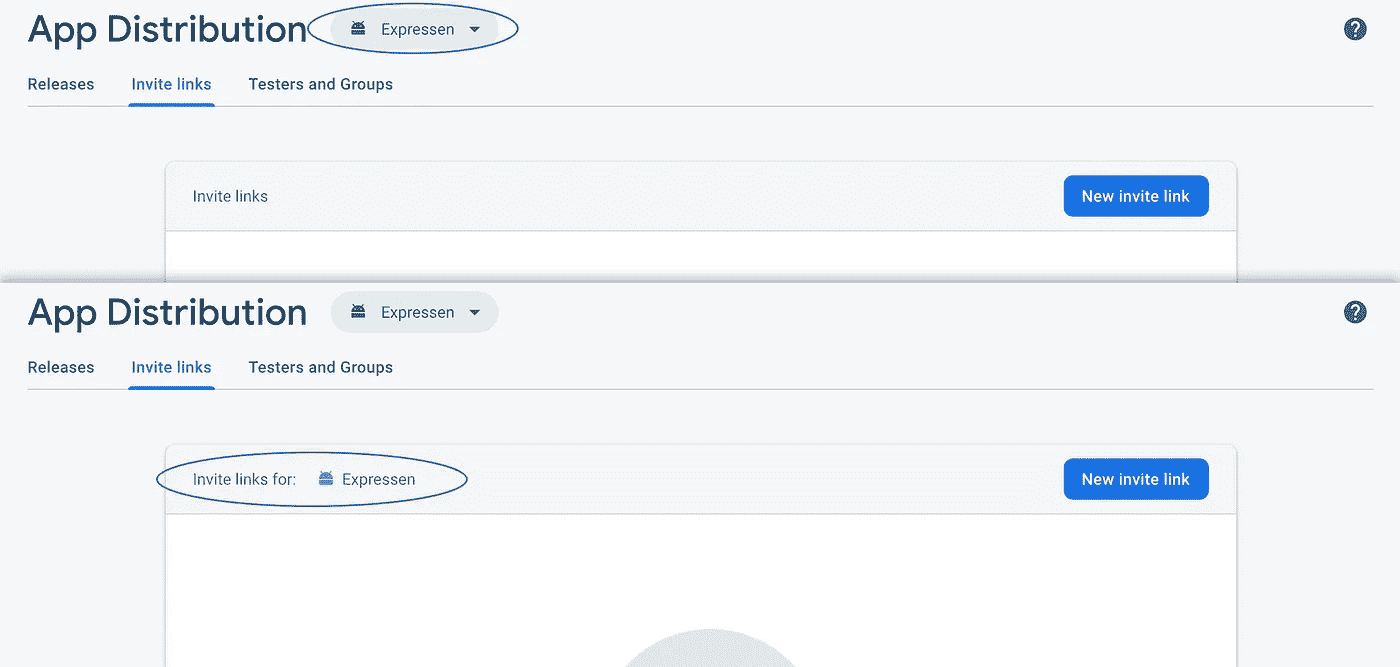 App Distribution Expressen
Releases Invite links Testers and Groups
Invite links New invite link
App Distribution Expressen
Releases Invite links Testers and Groups
Invite links for: Expressen New invite link